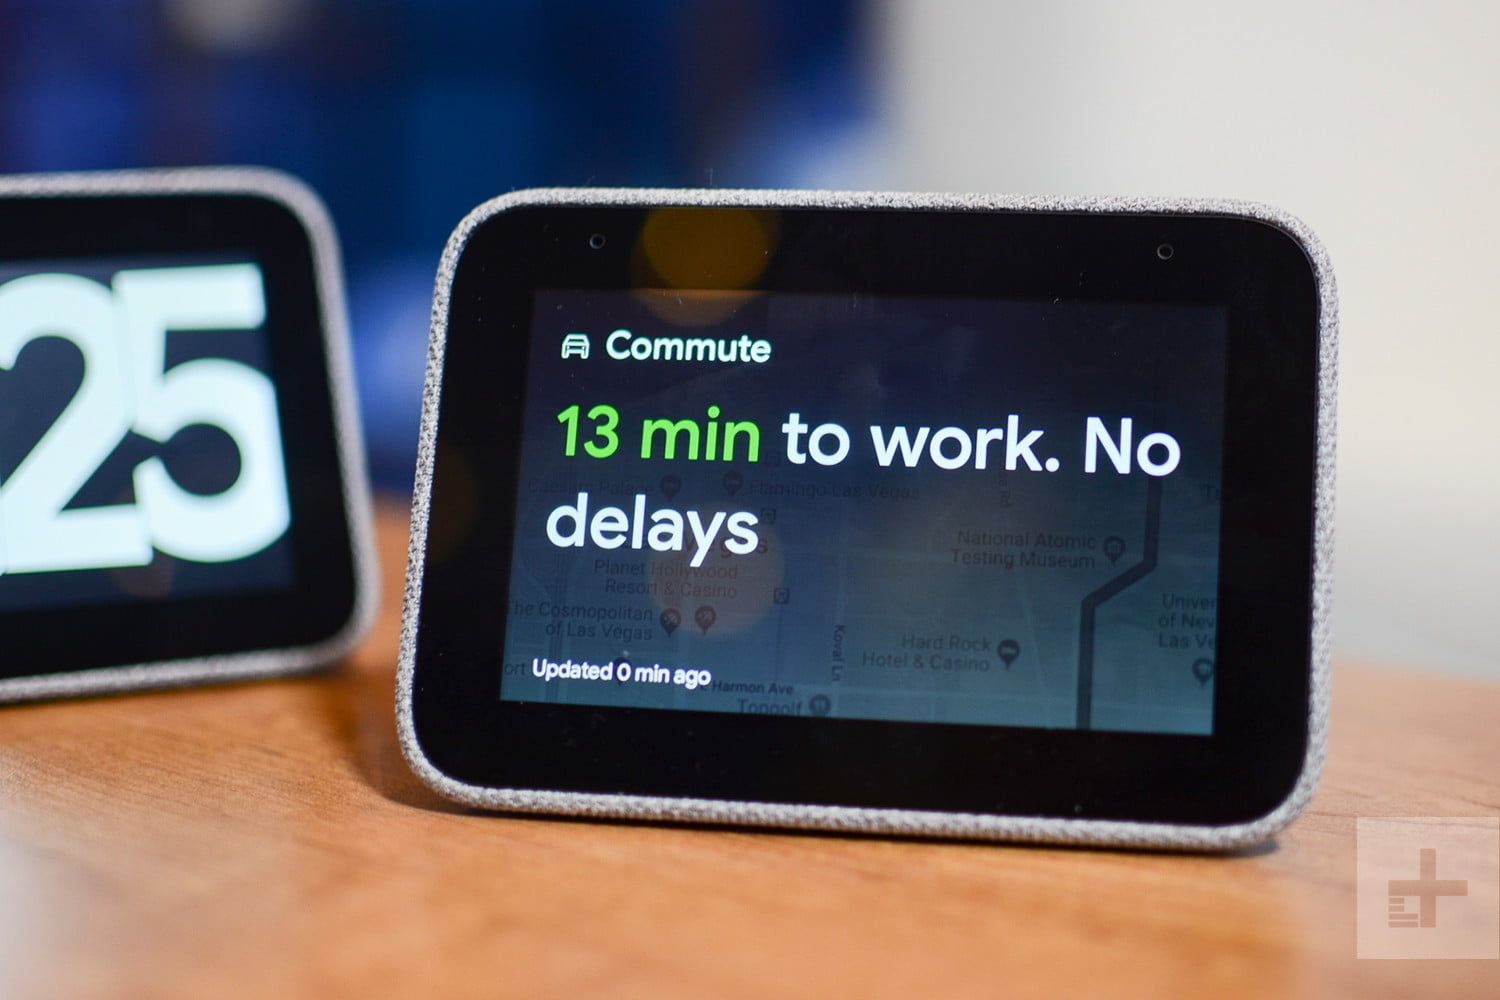 25
Commute
13 min to work. No
delays
Caesars Palace
Flamingo Las Vegas
National Atomic
Testing Museum
Planet Hollywood
Resort & Casino
The Cosmopolitan
of Las Vegas
Koval Ln
Hard Rock
Hotel & Casino
Univer
of Nev
Las Ve
Updated 0 min ago
E Harmon Ave
Topgolf